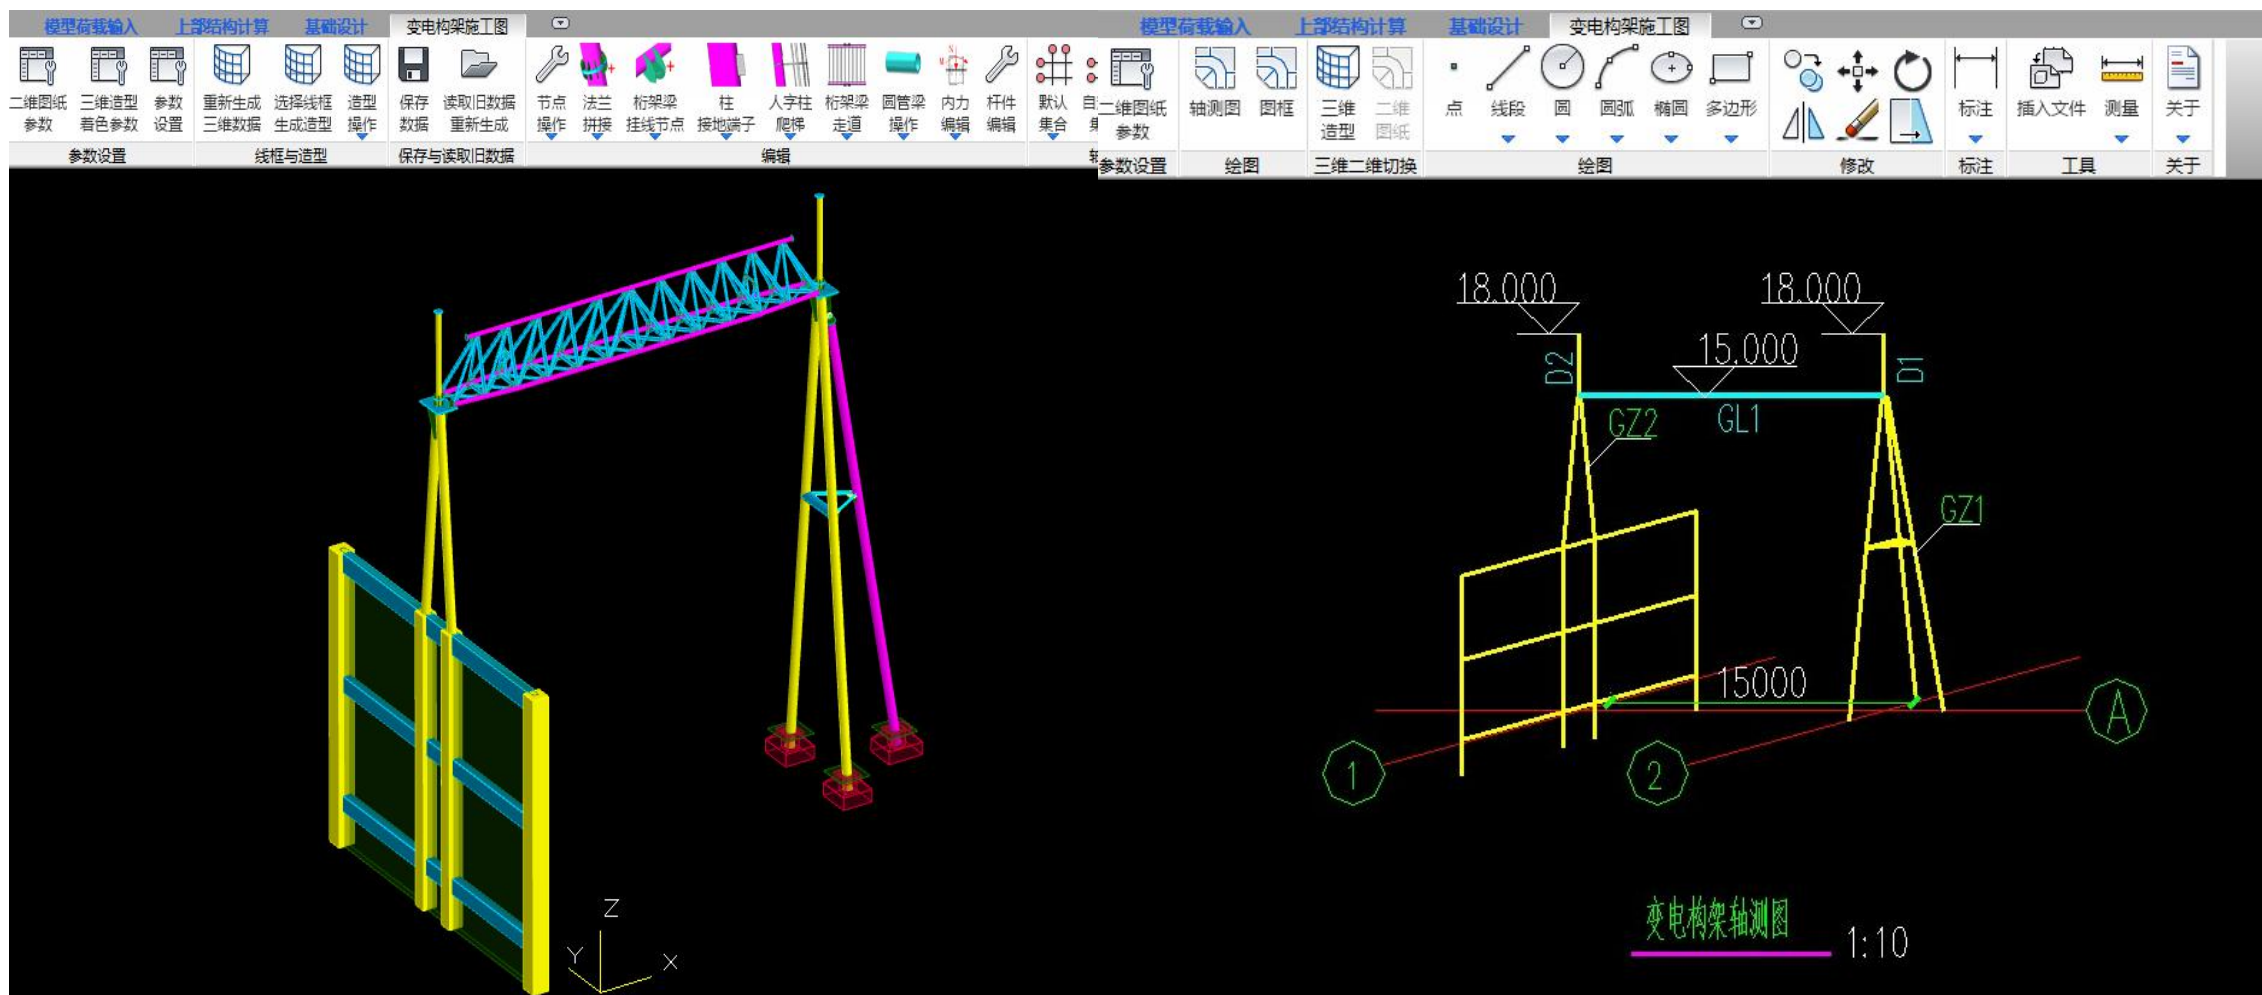 模型荷载输入 上部结构计算 基础设计 变电构架施工图
二维图纸 三维造型 参数 重新生成 选择线框 造型 保存 读取旧数据 节点 法兰 桁架梁 柱 人字柱 桁架梁 圆管梁 内力 杆件 默认
参数 着色参数 设置 三维数据 生成造型 操作 数据 重新生成 操作 拼接 挂线节点 接地端子 爬梯 走道 操作 编辑 编辑 集合
参数设置 线框与造型 保存与读取旧数据 编辑
Z
Y
X
模型荷载输入 上部结构计算 基础设计 变电构架施工图
二维图纸 轴测图 图框 三维 二维 点 线段 圆 圆弧 椭圆 多边形 标注 插入文件 测量 关于
参数 造型 图纸
参数设置 绘图 三维二维切换 绘图 修改 标注 工具 关于
18.000 18.000
15.000
D2 D1
GL1
GZ2
GZ1
15000
A
1 2
变电构架轴测图 1:10